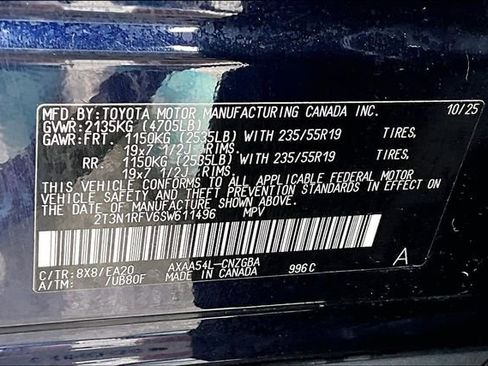 MFD. BY: TOYOTA MOTOR MANUFACTURING CANADA INC. 10/25
GVWR: 2135KG (4705LB)
GAWR: FRT. 1150KG (2535LB) WITH 235/55R19 TIRES,
19x7 1/2J RIMS.
RR 1150KG (2535LB) WITH 235/55R19 TIRES,
19x7 1/2J RIMS.
THIS VEHICLE CONFORMS TO ALL APPLICABLE FEDERAL MOTOR
VEHICLE SAFETY AND THEFT PREVENTION STANDARDS IN EFFECT ON
THE DATE OF MANUFACTURE SHOWN ABOVE.
2T3N1RFV6SW611496 MPV
C/TR: 8X8/EA20 AXAA54L-CNZGBA A
A/TM: /UB80F MADE IN CANADA 996C